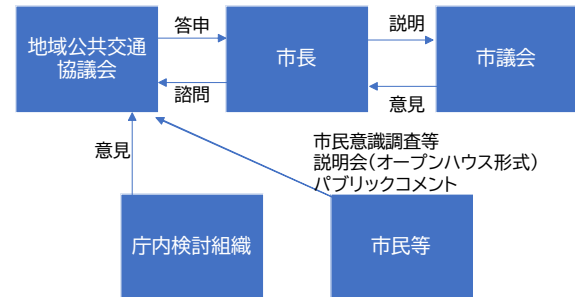 地域公共交通
協議会
答申
諮問
市長
説明
意見
市議会
意見
市民意識調査等
説明会(オープンハウス形式)
パブリックコメント
庁内検討組織
市民等